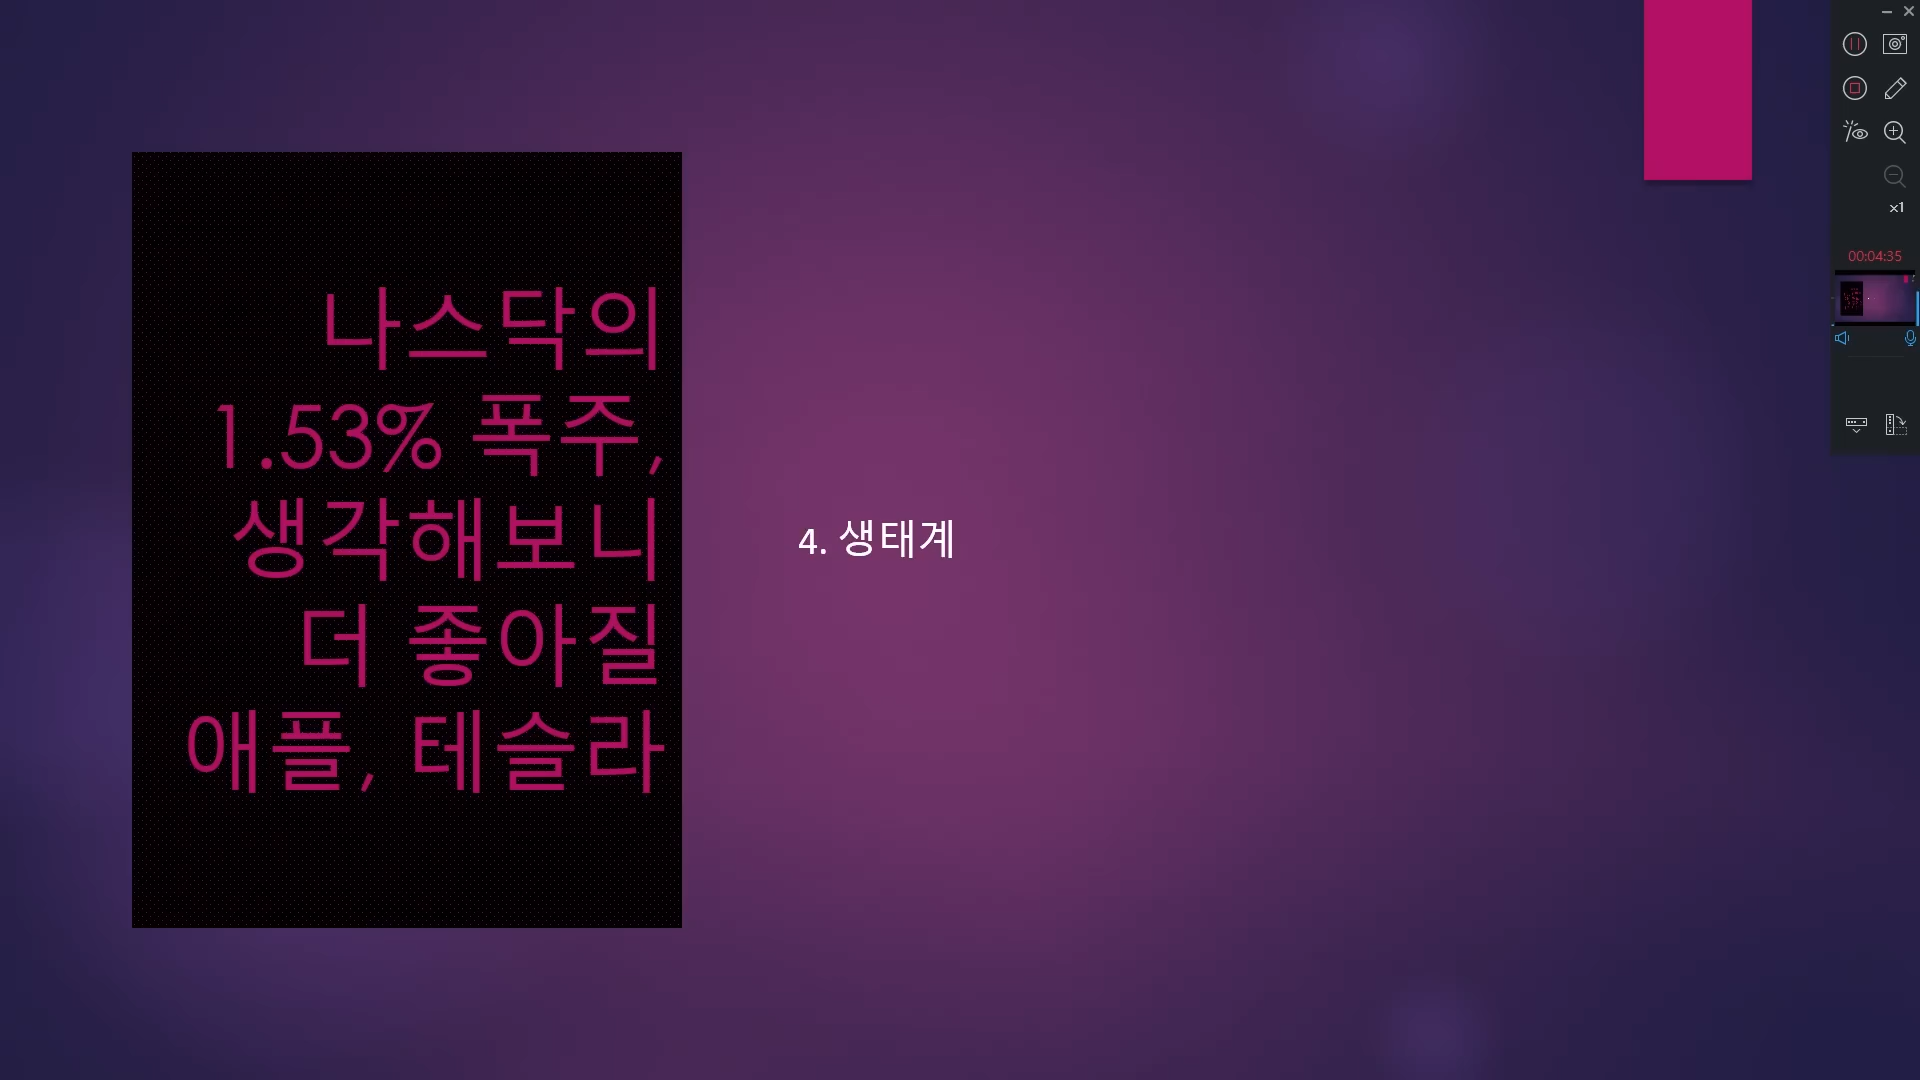 나스닥의
1.53% 폭주,
생각해보니
더 좋아질
애플, 테슬라
4. 생태계
x1
00:04:35